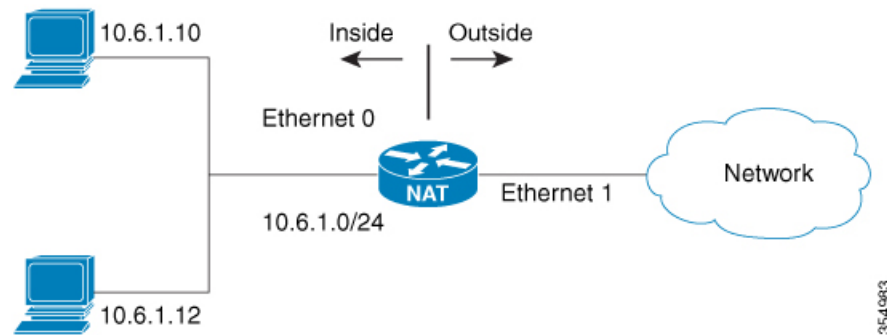 10.6.1.10
Inside
Outside
Ethernet 0
NAT
Ethernet 1
Network
10.6.1.0/24
10.6.1.12
354983